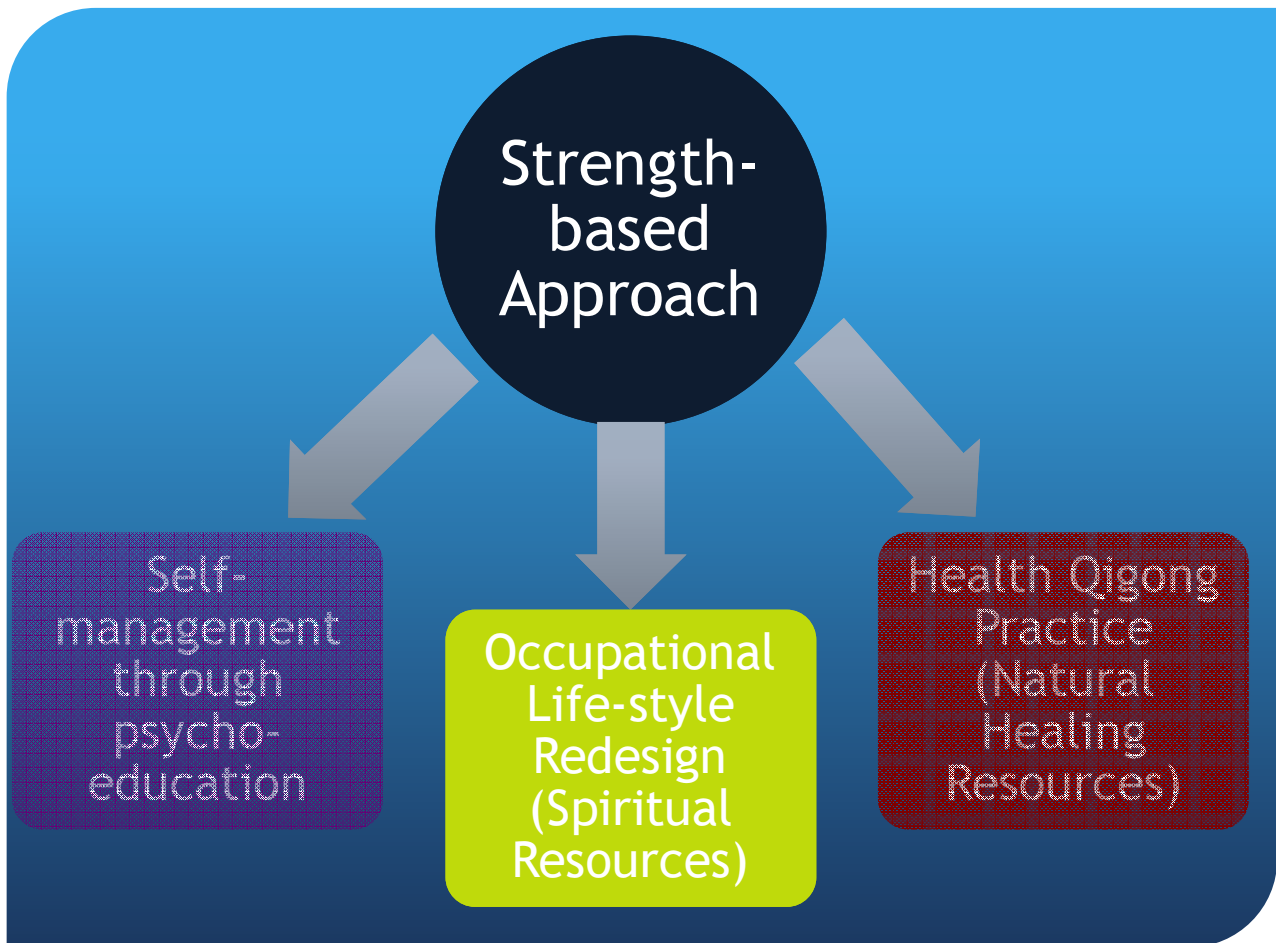 Strength-
based
Approach
Self-
management
through
psycho-
education
Occupational
Life-style
Redesign
(Spiritual
Resources)
Health Qigong
Practice
(Natural
Healing
Resources)